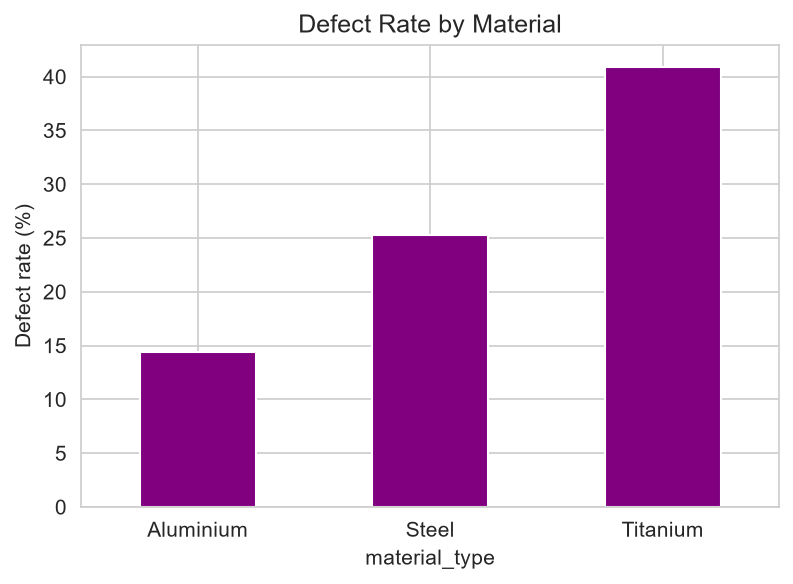 Defect Rate by Material
Defect rate (%)
40
35
30
25
20
15
10
5
0
Aluminium Steel Titanium
material_type